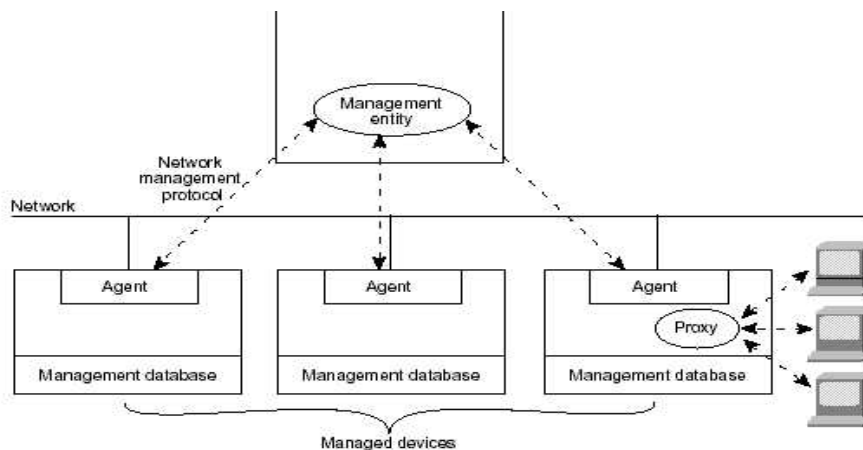 Management
entity
Network
management
protocol
Network
Agent
Agent
Agent
Proxy
Management database
Management database
Management database
Managed devices